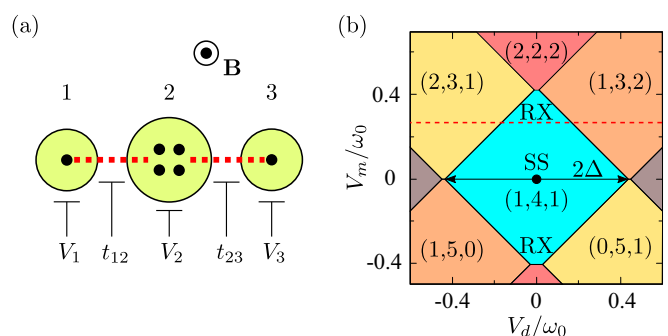 (a)
B
1 2 3
V₁ t₁₂ V₂ t₂₃ V₃
(b)
V_m/ω₀
0.4
0
-0.4
(2,2,2)
(2,3,1) (1,3,2)
RX
SS 2Δ
(1,4,1)
(1,5,0) (0,5,1)
RX
-0.4 0 0.4
V_d/ω₀